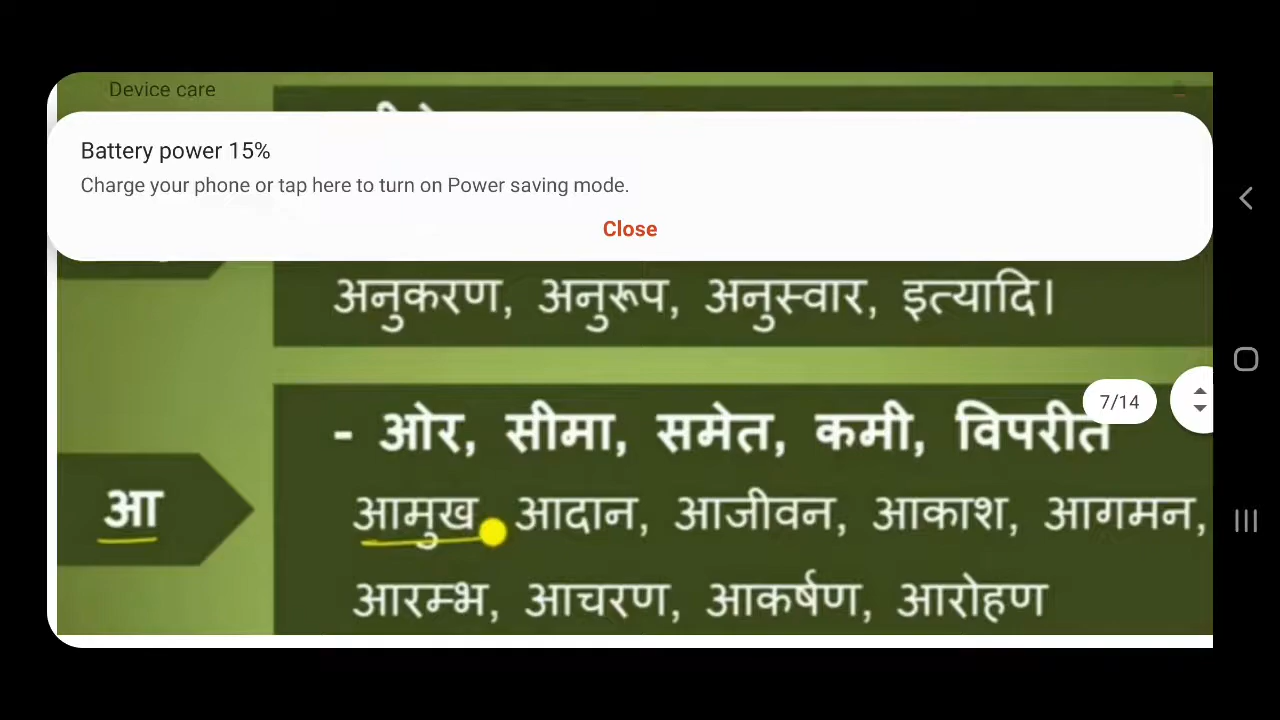 Device care
Battery power 15%
Charge your phone or tap here to turn on Power saving mode.
Close
अनुकरण, अनुरूप, अनुस्वार, इत्यादि।
- ओर, सीमा, समेत, कमी, विपरीत
7/14
आ
आमुख, आदान, आजीवन, आकाश, आगमन,
आरम्भ, आचरण, आकर्षण, आरोहण